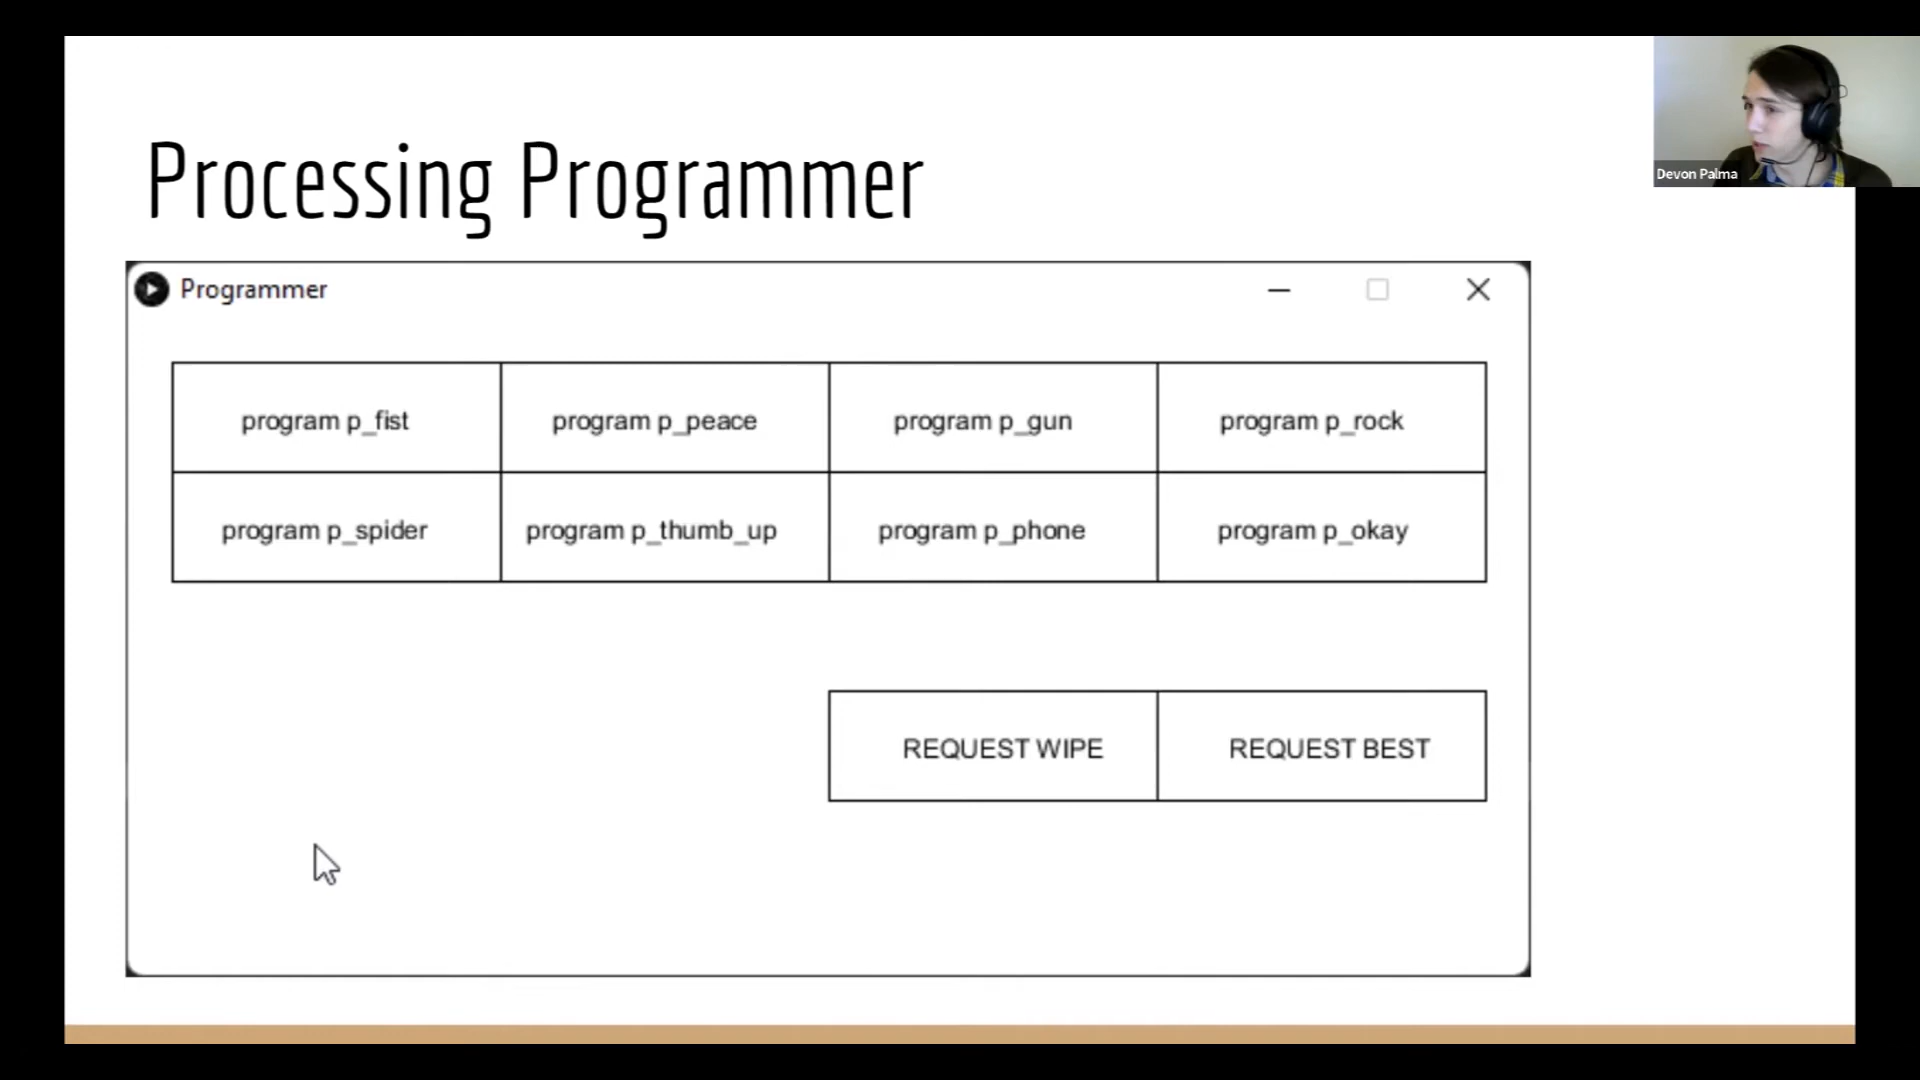 Processing Programmer
Devon Palma
Programmer
program p_fist
program p_peace
program p_gun
program p_rock
program p_spider
program p_thumb_up
program p_phone
program p_okay
REQUEST WIPE
REQUEST BEST